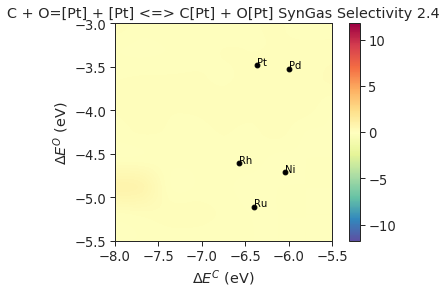 C + O=[Pt] + [Pt] <=> C[Pt] + O[Pt] SynGas Selectivity 2.4
−3.0
−3.5
−4.0
−4.5
−5.0
−5.5
ΔE^O (eV)
Pt
Pd
Rh
Ni
Ru
−8.0 −7.5 −7.0 −6.5 −6.0 −5.5
ΔE^C (eV)
10
5
0
−5
−10